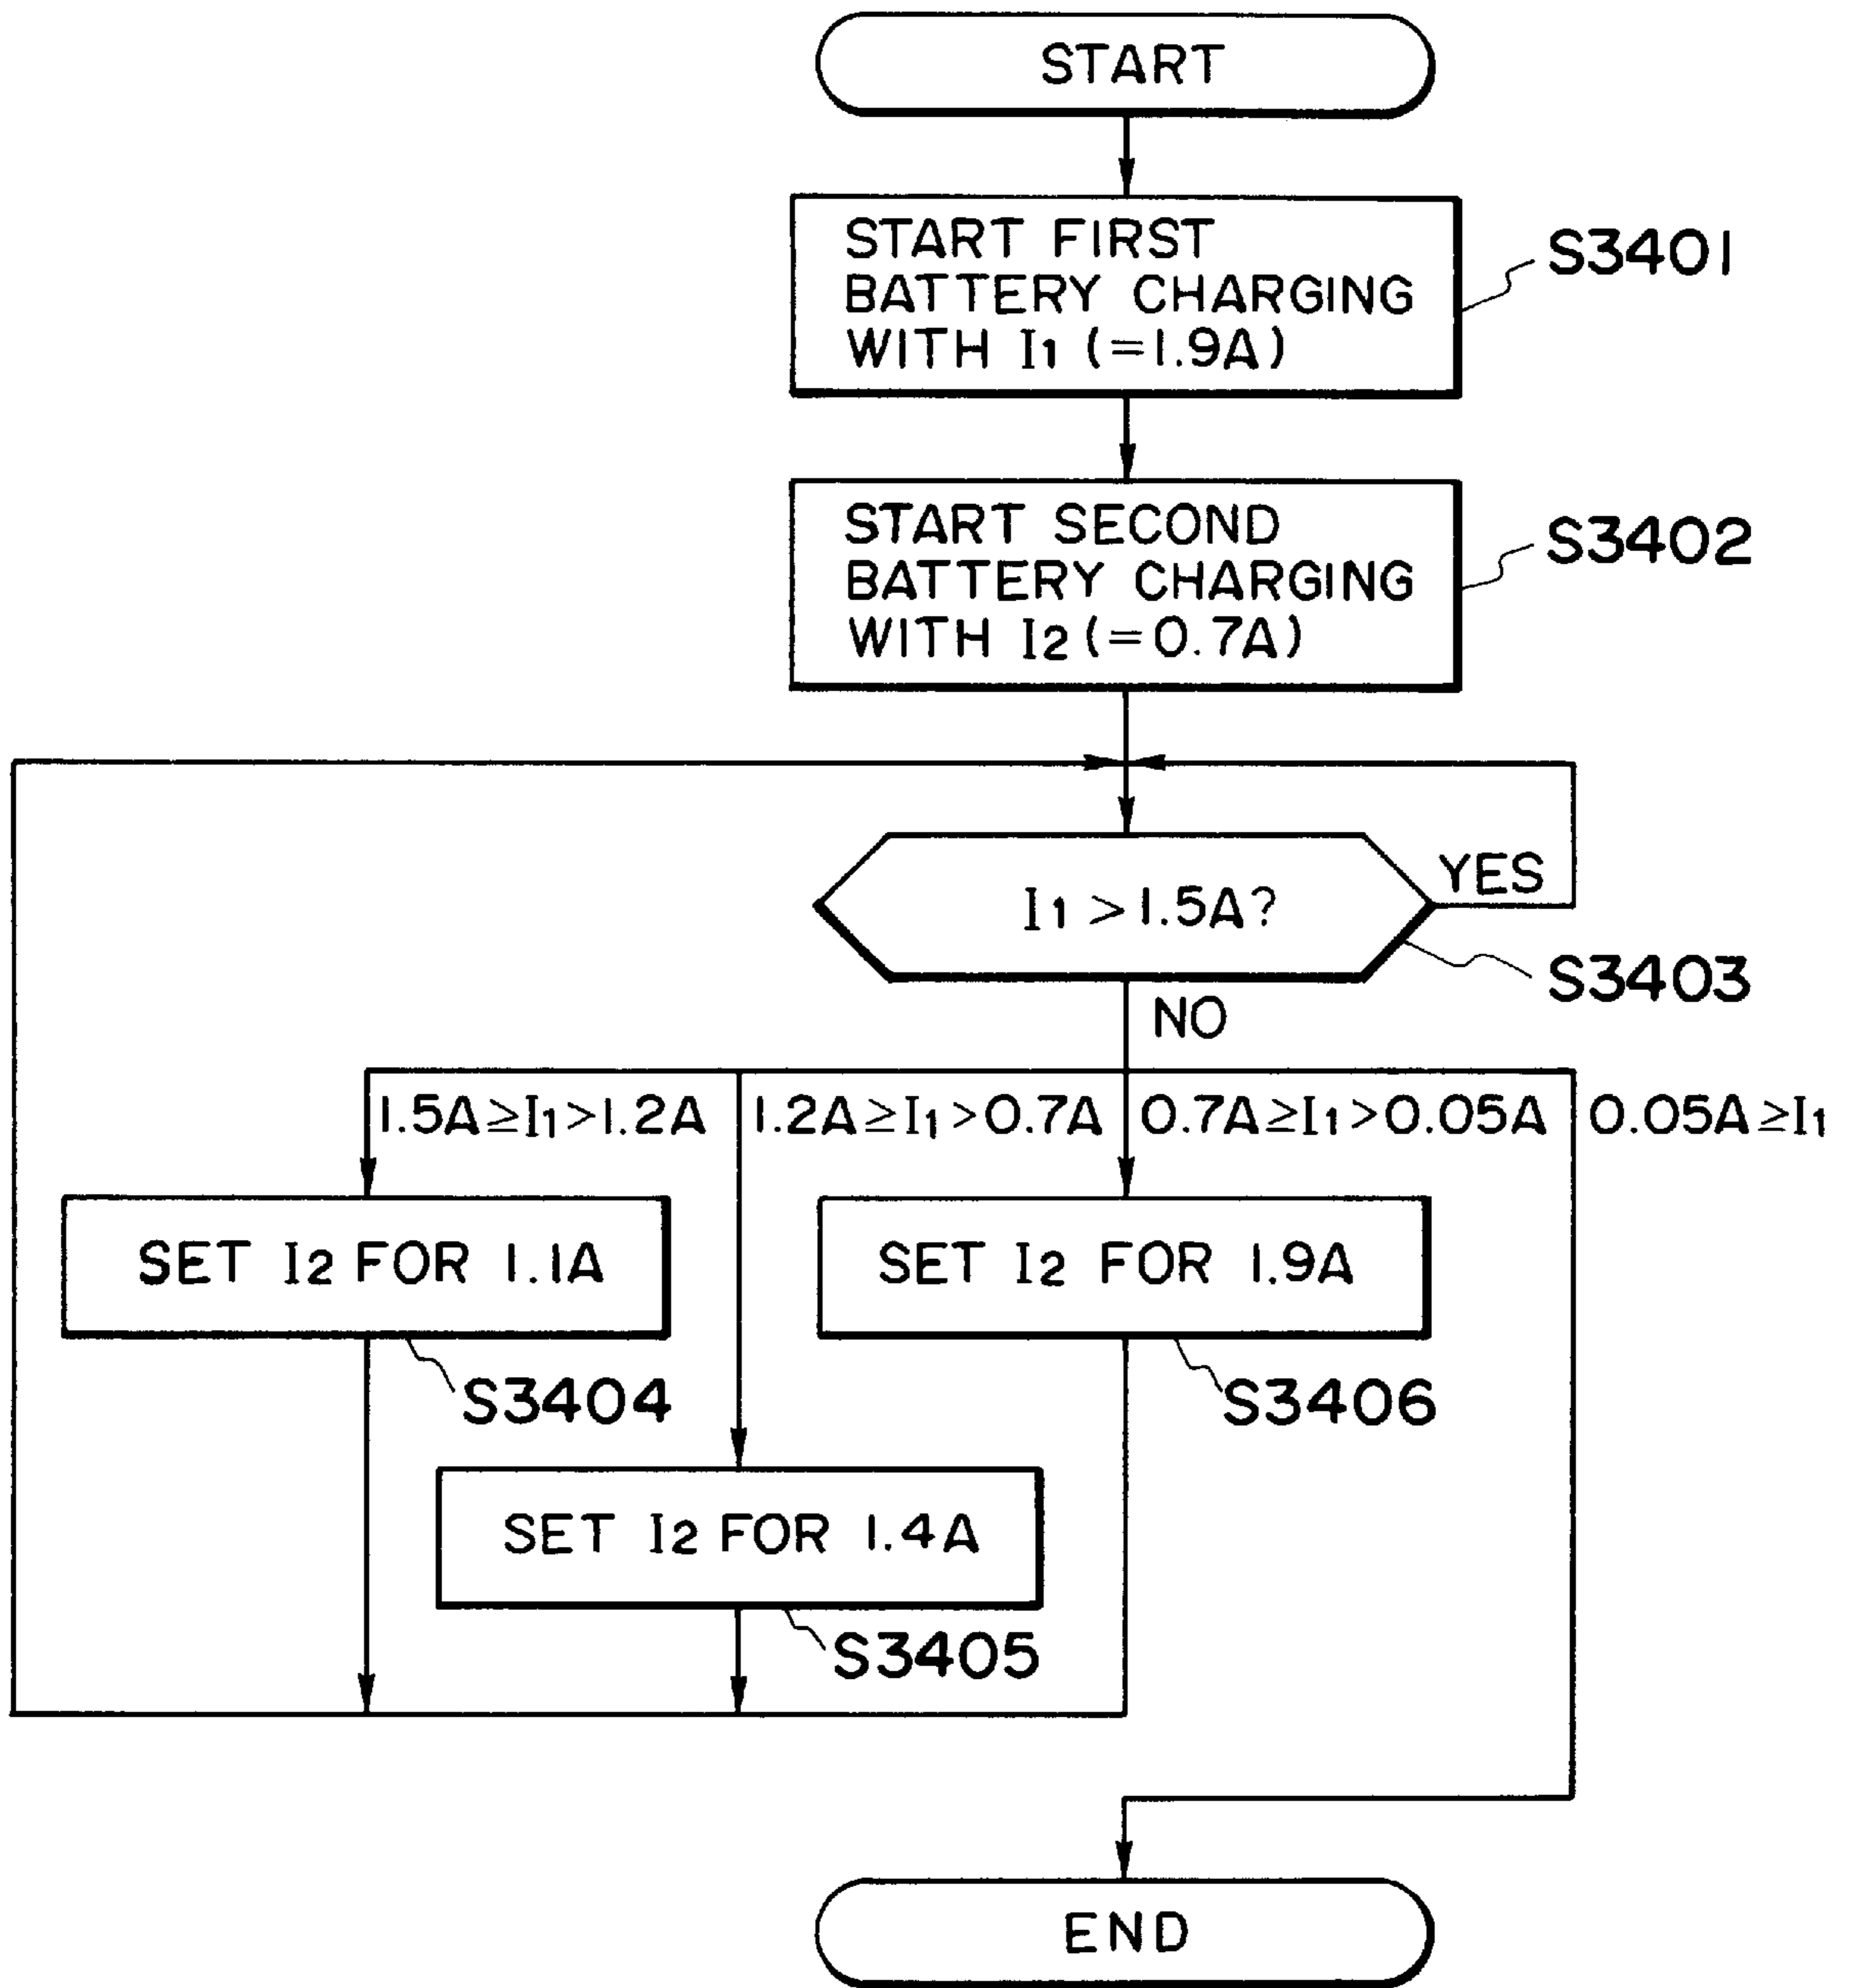 START
START FIRST
BATTERY CHARGING
WITH I1 (=1.9A)
S3401
START SECOND
BATTERY CHARGING
WITH I2 (=0.7A)
S3402
I1 > 1.5A?
YES
S3403
NO
1.5A ≥ I1 > 1.2A
1.2A ≥ I1 > 0.7A
0.7A ≥ I1 > 0.05A
0.05A ≥ I1
SET I2 FOR 1.1A
SET I2 FOR 1.9A
S3404
S3406
SET I2 FOR 1.4A
S3405
END